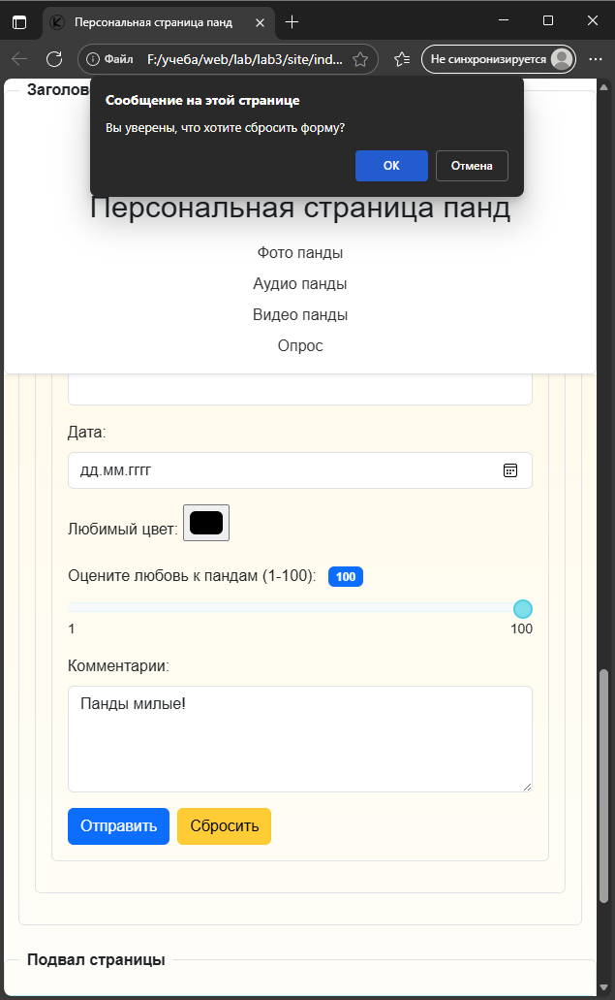 Персональная страница панд
Файл F:/учеба/web/lab/lab3/site/ind... Не синхронизируется
Заголов
Сообщение на этой странице
Вы уверены, что хотите сбросить форму?
ОК Отмена
Персональная страница панд
Фото панды
Аудио панды
Видео панды
Опрос
Дата:
дд.мм.гггг
Любимый цвет:
Оцените любовь к пандам (1-100): 100
1 100
Комментарии:
Панды милые!
Отправить Сбросить
Подвал страницы